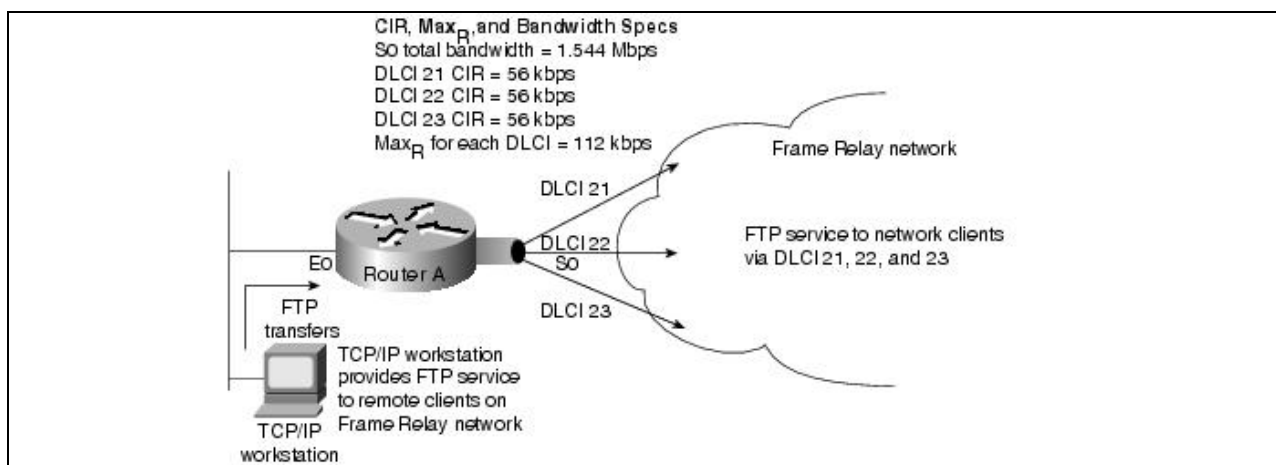 CIR, MaxR, and Bandwidth Specs
S0 total bandwidth = 1.544 Mbps
DLCI 21 CIR = 56 kbps
DLCI 22 CIR = 56 kbps
DLCI 23 CIR = 56 kbps
MaxR for each DLCI = 112 kbps
Frame Relay network
DLCI 21
DLCI 22
S0
DLCI 23
FTP service to network clients
via DLCI 21, 22, and 23
E0
Router A
FTP
transfers
TCP/IP workstation
provides FTP service
to remote clients on
Frame Relay network
TCP/IP
workstation